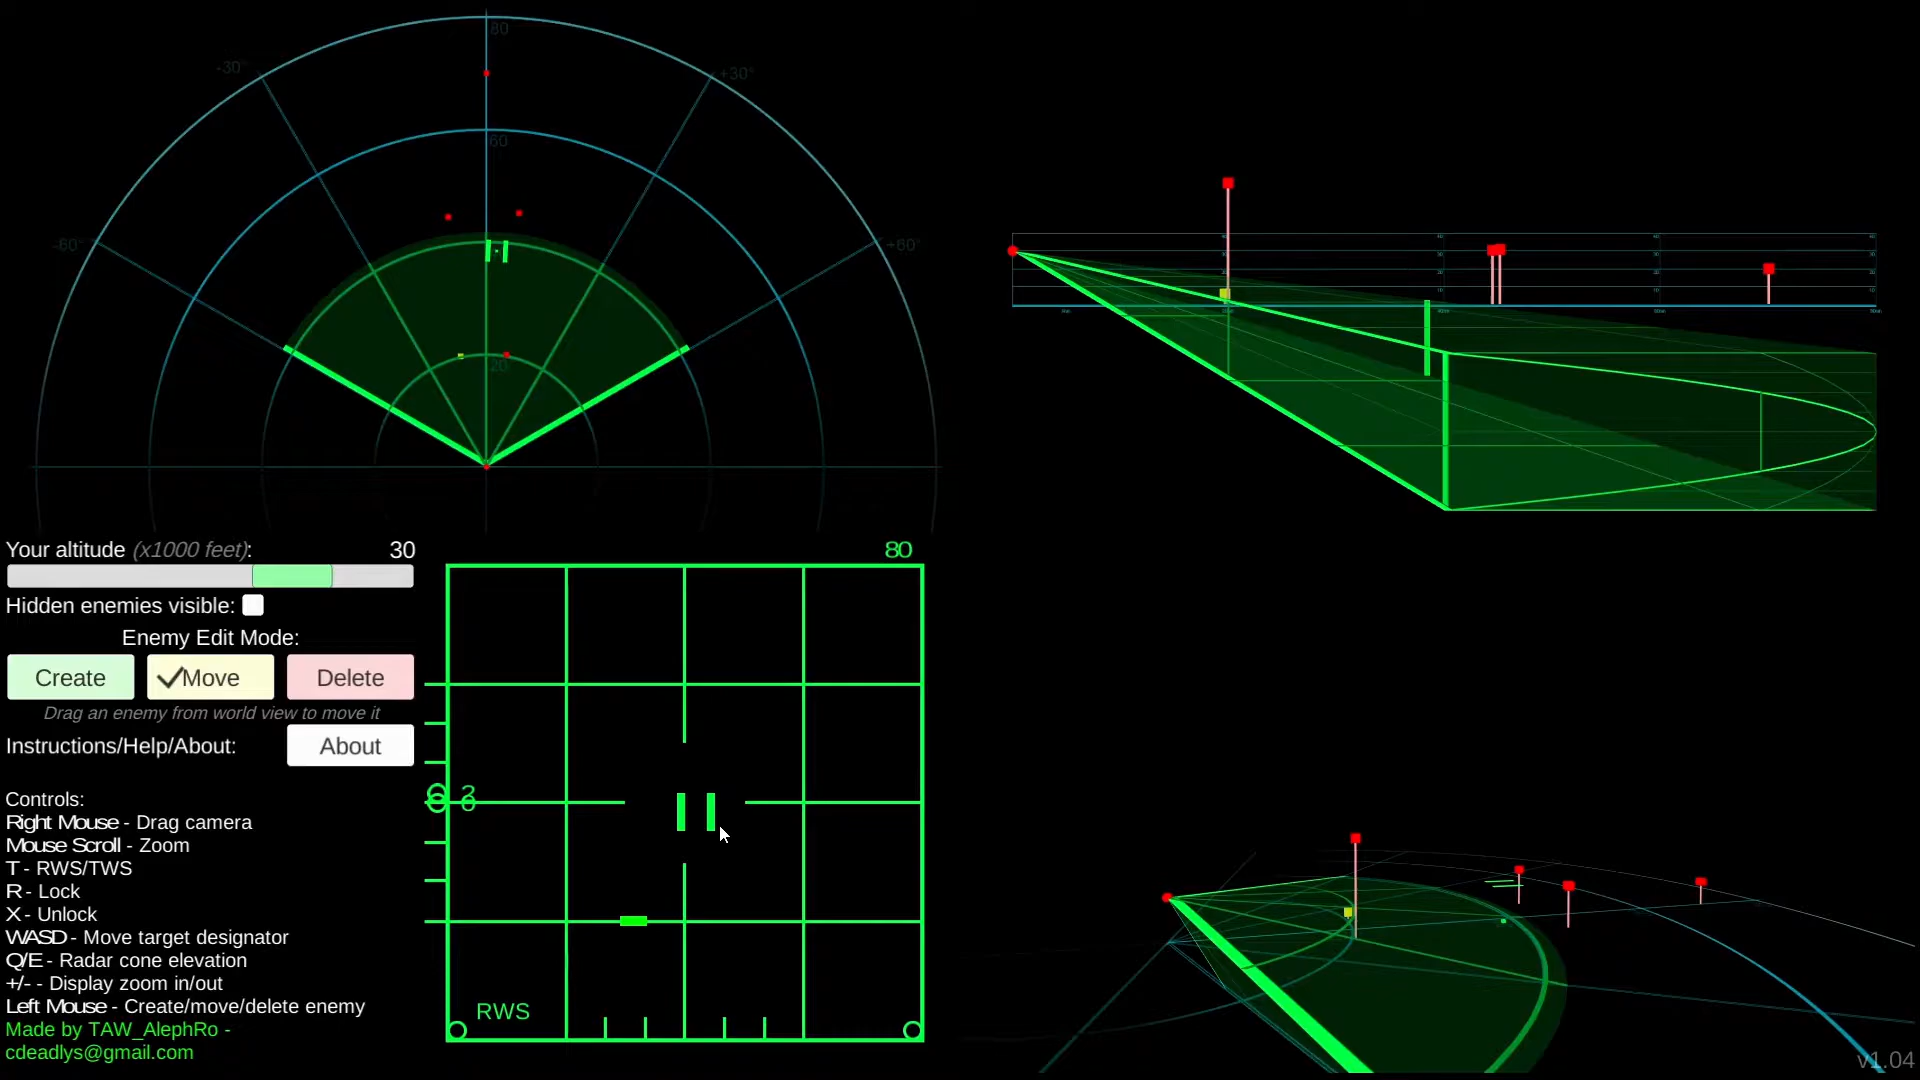 80
-30°
+30°
60
-60°
+60°
20
Your altitude (x1000 feet):
30
80
Hidden enemies visible:
Enemy Edit Mode:
Create
Move
Delete
Drag an enemy from world view to move it
Instructions/Help/About:
About
Controls:
Right Mouse - Drag camera
Mouse Scroll - Zoom
T - RWS/TWS
R - Lock
X - Unlock
WASD - Move target designator
Q/E - Radar cone elevation
+/- - Display zoom in/out
Left Mouse - Create/move/delete enemy
Made by TAW_AlephRo -
cdeadlys@gmail.com
RWS
v1.04